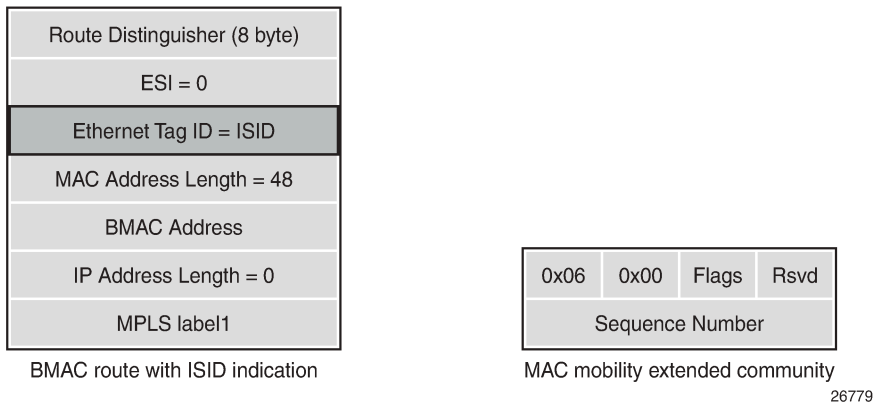 Route Distinguisher (8 byte)
ESI = 0
Ethernet Tag ID = ISID
MAC Address Length = 48
BMAC Address
IP Address Length = 0
MPLS label1
BMAC route with ISID indication
0x06 0x00 Flags Rsvd
Sequence Number
MAC mobility extended community
26779